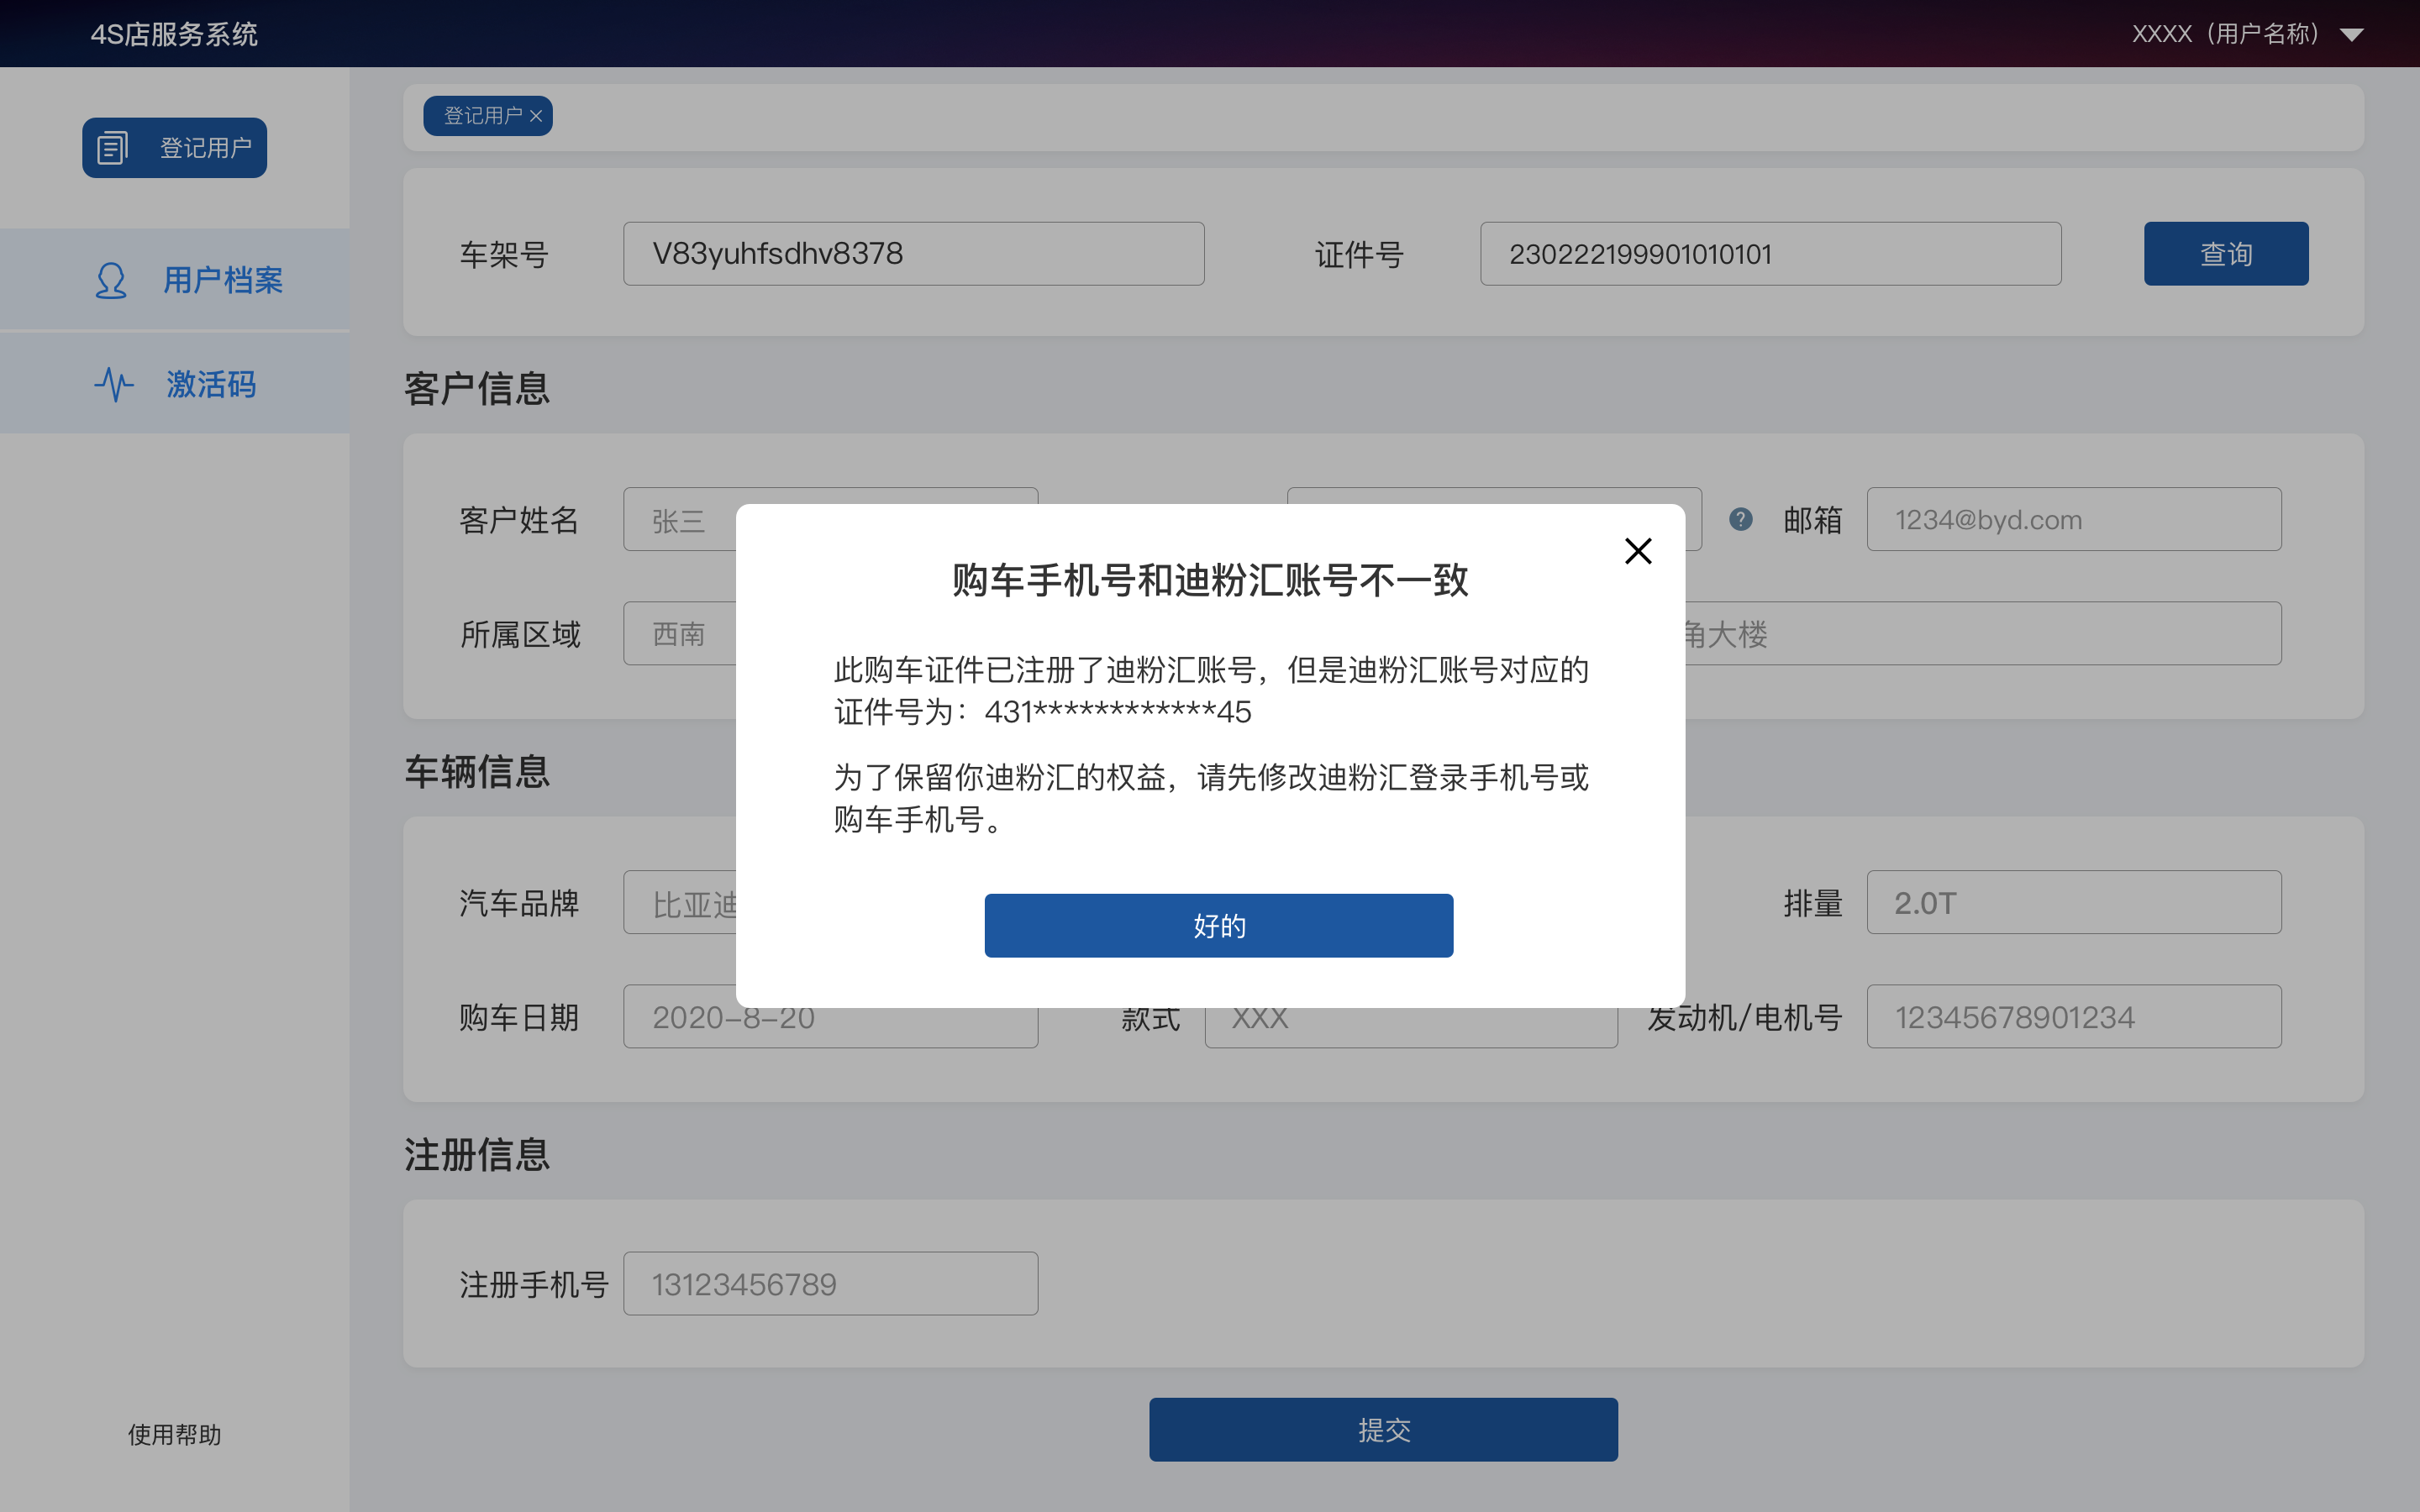 4S店服务系统
XXXX（用户名称）
登记用户
登记用户
用户档案
激活码
使用帮助
车架号 V83yuhfsdhv8378 证件号 230222199901010101 查询
客户信息
客户姓名 张三 邮箱 1234@byd.com
所属区域 西南 角大楼
购车手机号和迪粉汇账号不一致
此购车证件已注册了迪粉汇账号，但是迪粉汇账号对应的
证件号为：431************45
为了保留你迪粉汇的权益，请先修改迪粉汇登录手机号或
购车手机号。
好的
车辆信息
汽车品牌 比亚迪 排量 2.0T
购车日期 2020-8-20 款式 XXX 发动机/电机号 12345678901234
注册信息
注册手机号 13123456789
提交